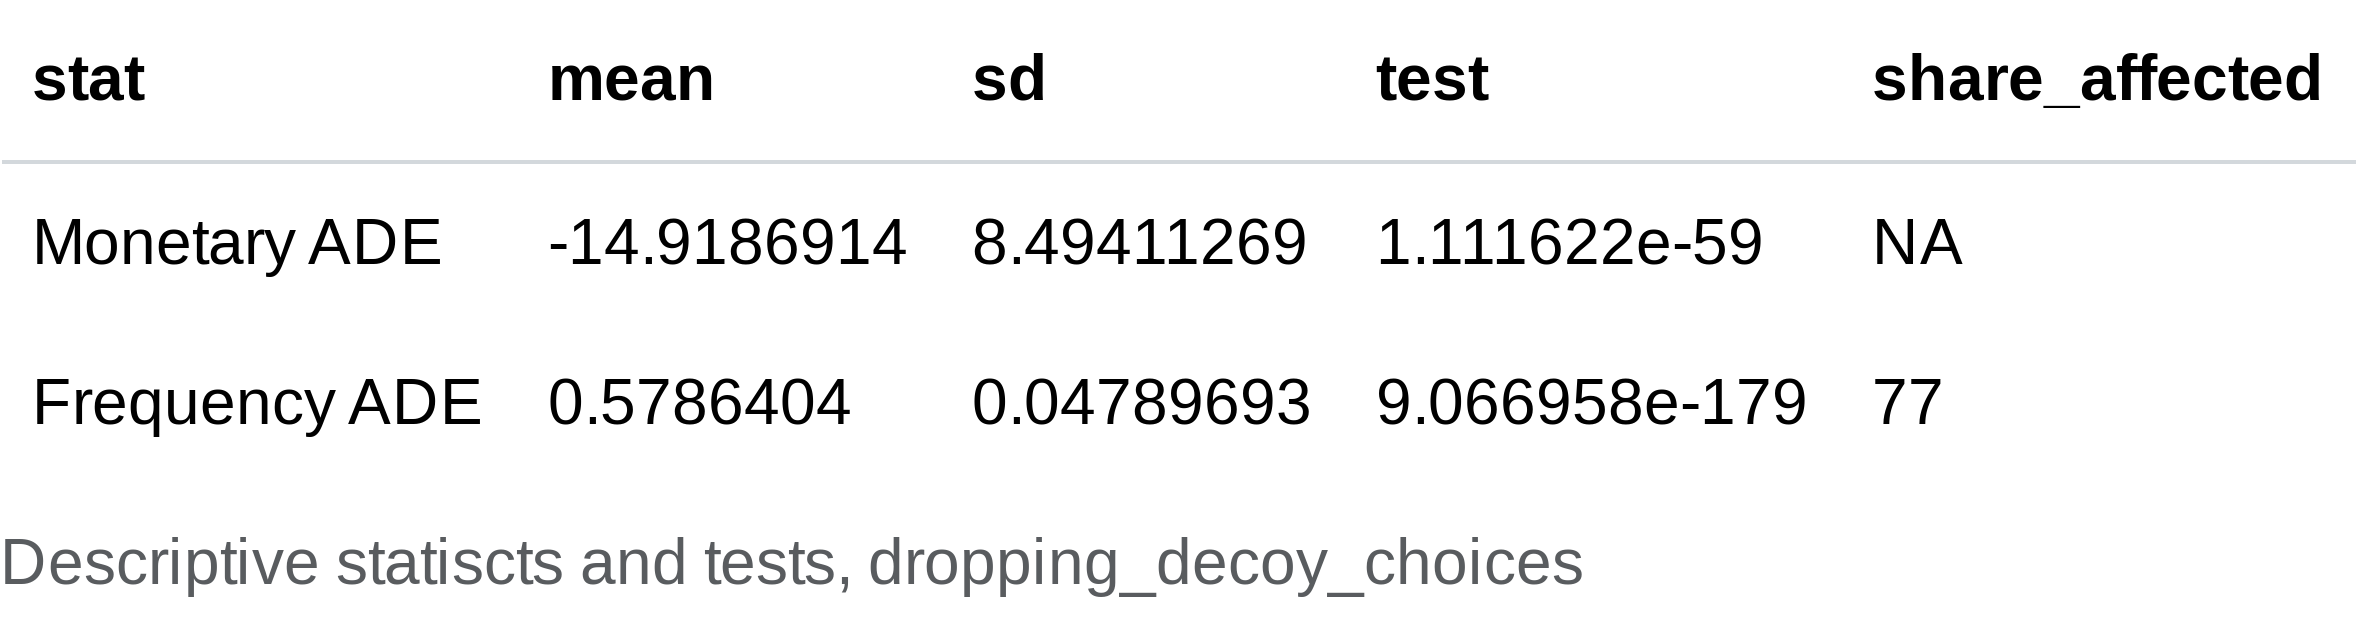 stat mean sd test share_affected
Monetary ADE -14.9186914 8.49411269 1.111622e-59 NA
Frequency ADE 0.5786404 0.04789693 9.066958e-179 77
Descriptive statiscts and tests, dropping_decoy_choices